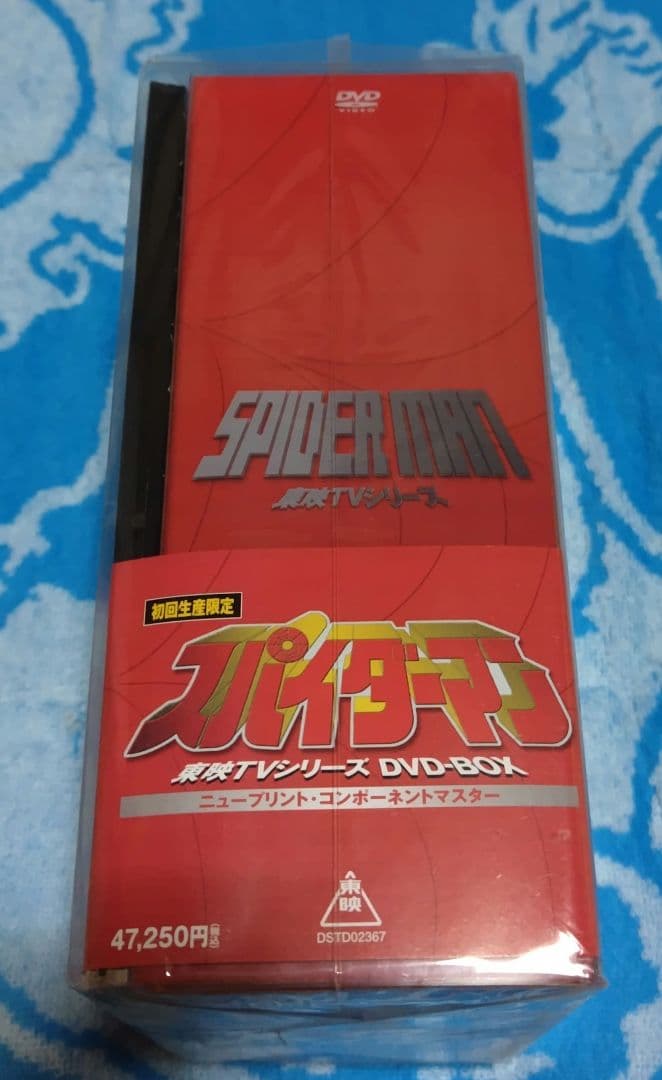 DVD
VIDEO
SPIDER MAN
東映TVシリーズ
初回生産限定
スパイダーマン
東映TVシリーズ DVD-BOX
ニュープリント・コンポーネントマスター
東映
47,250円(税込)
DSTD02367